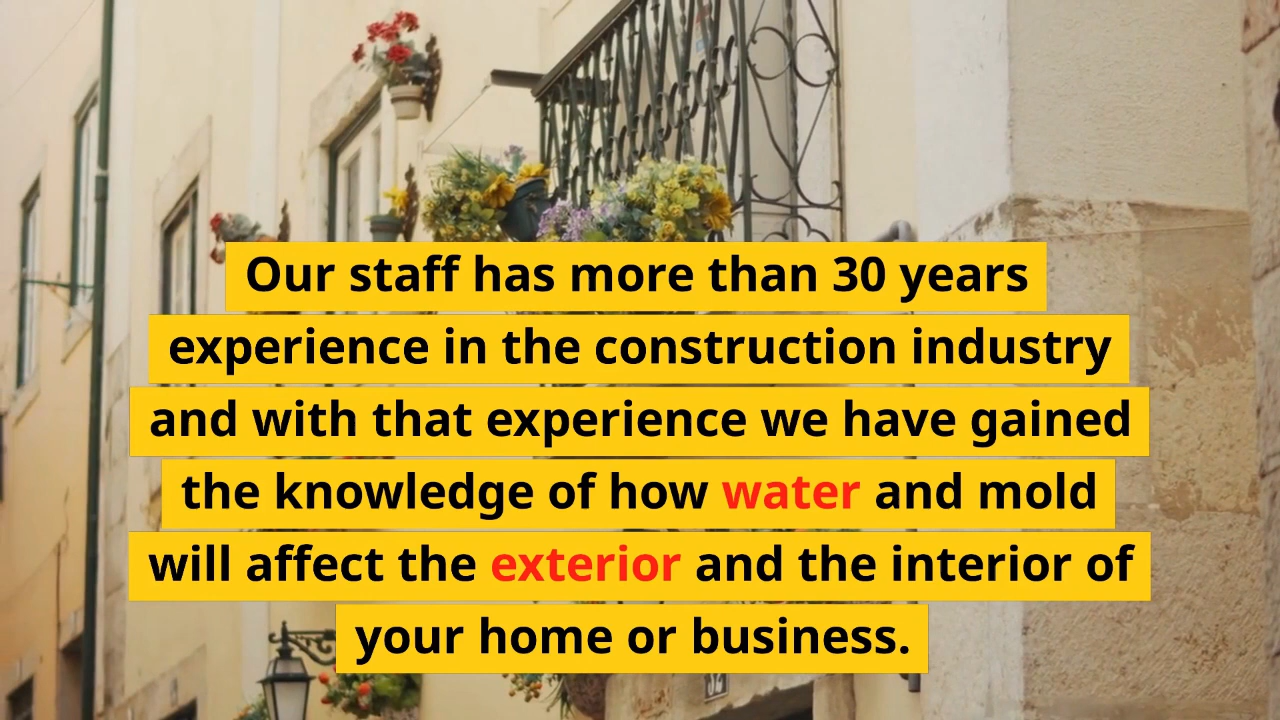 Our staff has more than 30 years
experience in the construction industry
and with that experience we have gained
the knowledge of how water and mold
will affect the exterior and the interior of
your home or business.